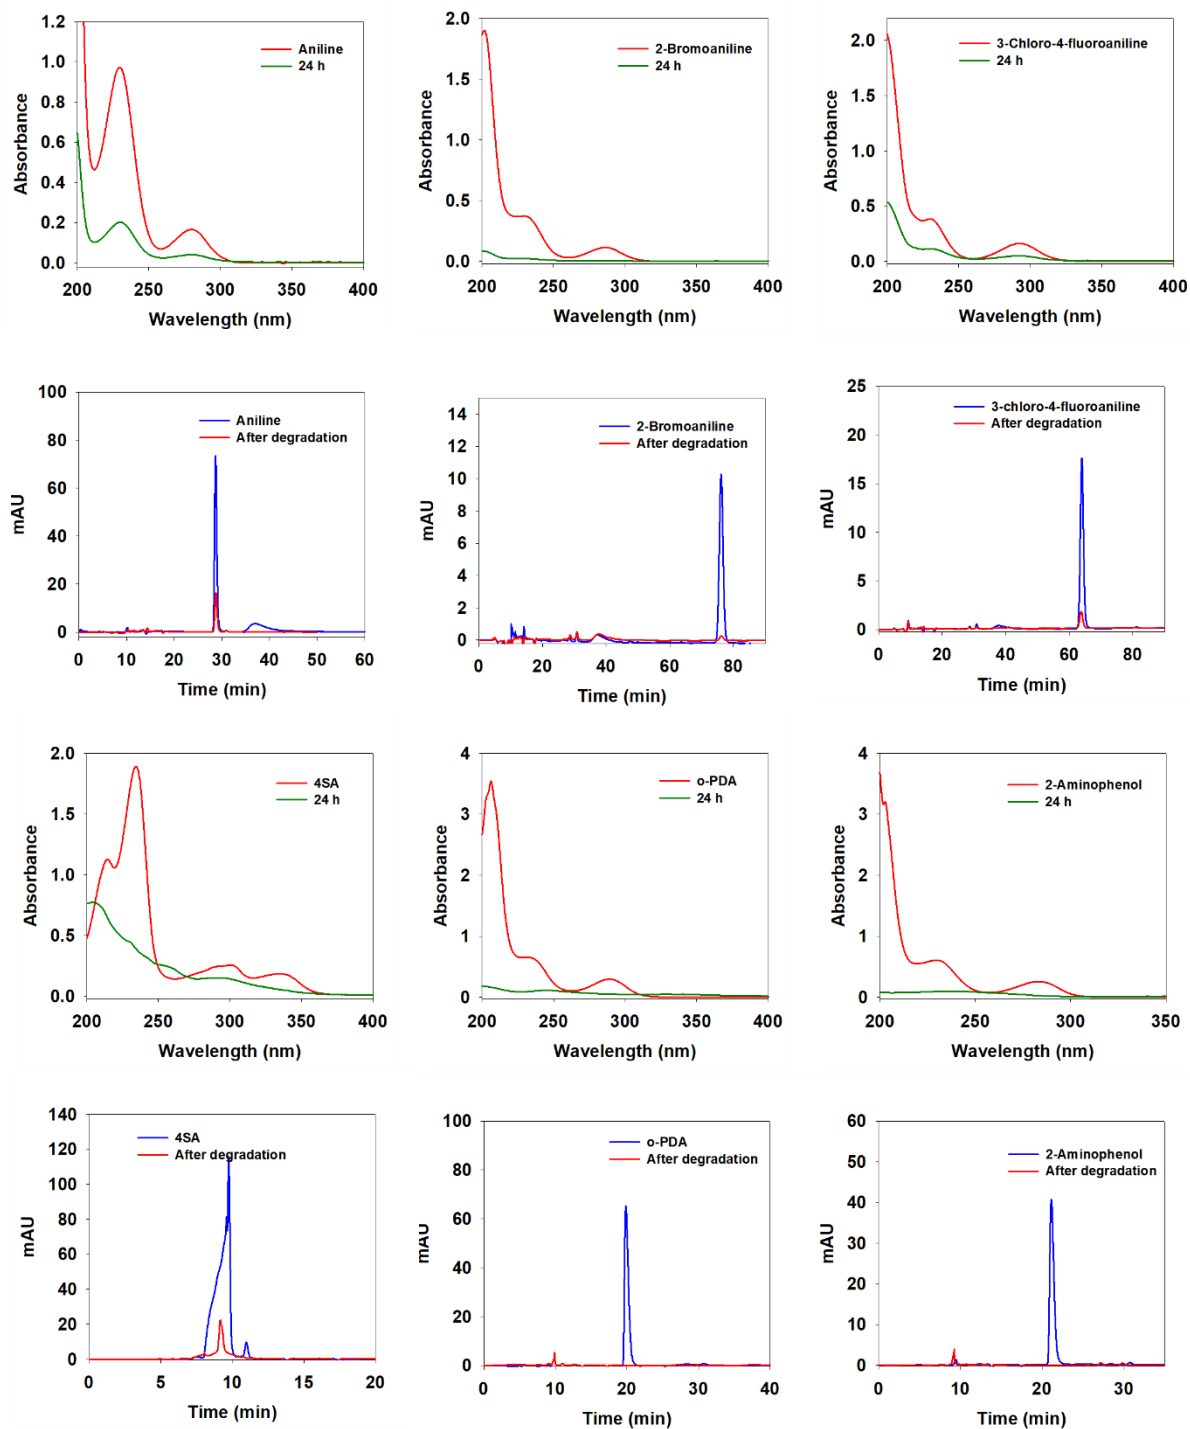 1.2
1.0
0.8
0.6
0.4
0.2
0.0
Absorbance
Aniline
24 h
200 250 300 350 400
Wavelength (nm)
2.0
1.5
1.0
0.5
0.0
Absorbance
2-Bromoaniline
24 h
200 250 300 350 400
Wavelength (nm)
2.0
1.5
1.0
0.5
0.0
Absorbance
3-Chloro-4-fluoroaniline
24 h
200 250 300 350 400
Wavelength (nm)
100
80
60
40
20
0
mAU
Aniline
After degradation
0 10 20 30 40 50 60
Time (min)
14
12
10
8
6
4
2
0
mAU
2-Bromoaniline
After degradation
0 20 40 60 80
Time (min)
25
20
15
10
5
0
mAU
3-chloro-4-fluoroaniline
After degradation
0 20 40 60 80
Time (min)
2.0
1.5
1.0
0.5
0.0
Absorbance
4SA
24 h
200 250 300 350 400
Wavelength (nm)
4
3
2
1
0
Absorbance
o-PDA
24 h
200 250 300 350 400
Wavelength (nm)
4
3
2
1
0
Absorbance
2-Aminophenol
24 h
200 250 300 350
Wavelength (nm)
140
120
100
80
60
40
20
0
mAU
4SA
After degradation
0 5 10 15 20
Time (min)
100
80
60
40
20
0
mAU
o-PDA
After degradation
0 10 20 30 40
Time (min)
60
50
40
30
20
10
0
mAU
2-Aminophenol
After degradation
0 10 20 30
Time (min)